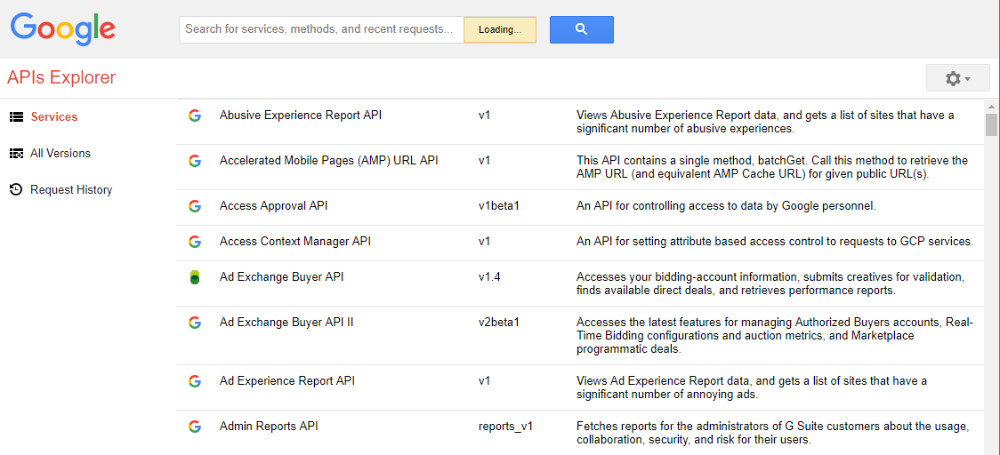 Google
Search for services, methods, and recent requests...
Loading...
APIs Explorer
Services
All Versions
Request History
Abusive Experience Report API v1 Views Abusive Experience Report data, and gets a list of sites that have a
significant number of abusive experiences.
Accelerated Mobile Pages (AMP) URL API v1 This API contains a single method, batchGet. Call this method to retrieve the
AMP URL (and equivalent AMP Cache URL) for given public URL(s).
Access Approval API v1beta1 An API for controlling access to data by Google personnel.
Access Context Manager API v1 An API for setting attribute based access control to requests to GCP services.
Ad Exchange Buyer API v1.4 Accesses your bidding-account information, submits creatives for validation,
finds available direct deals, and retrieves performance reports.
Ad Exchange Buyer API II v2beta1 Accesses the latest features for managing Authorized Buyers accounts, Real-
Time Bidding configurations and auction metrics, and Marketplace
programmatic deals.
Ad Experience Report API v1 Views Ad Experience Report data, and gets a list of sites that have a
significant number of annoying ads.
Admin Reports API reports_v1 Fetches reports for the administrators of G Suite customers about the usage,
collaboration, security, and risk for their users.